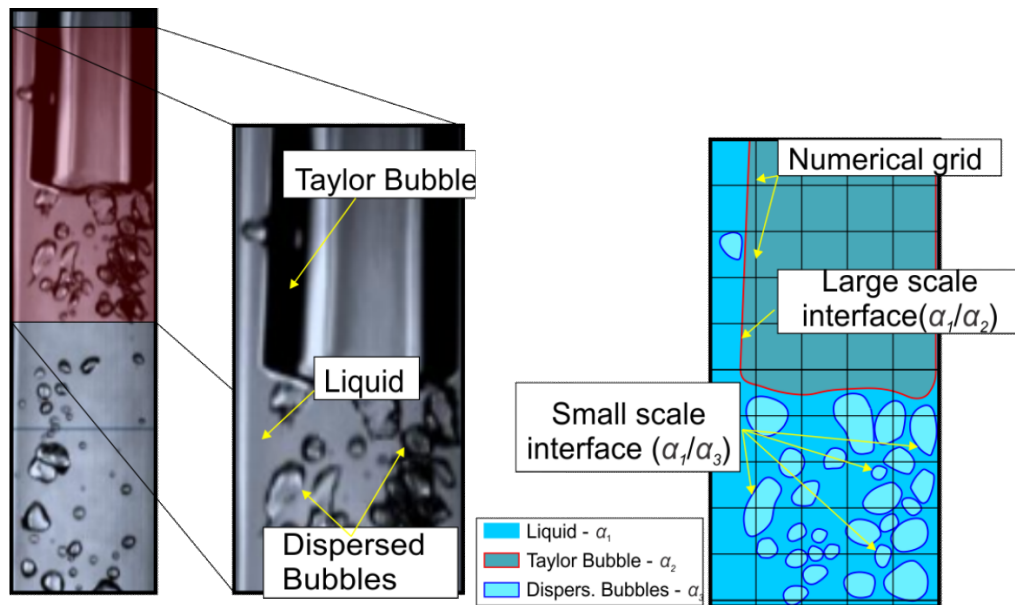 Taylor Bubble
Liquid
Dispersed
Bubbles
Numerical grid
Large scale
interface(α₁/α₂)
Small scale
interface (α₁/α₃)
Liquid - α₁
Taylor Bubble - α₂
Dispers. Bubbles - α₃